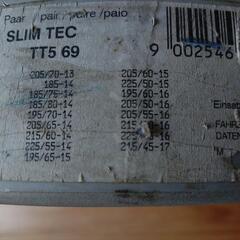 Paar / pair / paire / paio
SLIM TEC
TT5 69
9 002546
205/70-13 205/60-15
185-14 225/50-15
185/75-14 195/60-16
185/80-14 205/50-16
195/70-14 205/55-16
205/65-14
215/60-14
225/55-14 215/45-17
195/65-15
Einsat
FAHRZ
DATEN
M